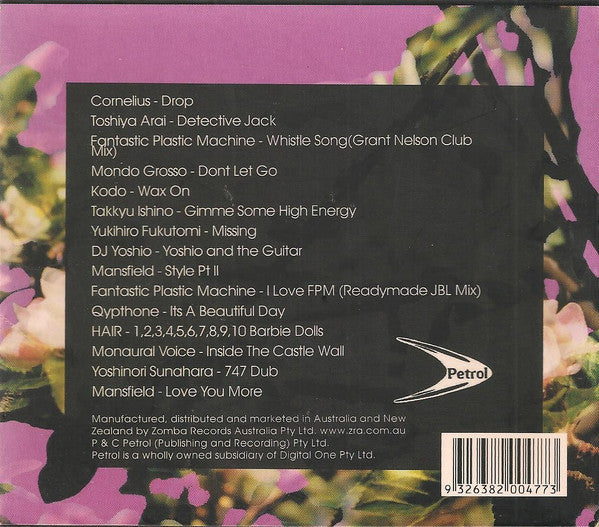 Cornelius - Drop
Toshiya Arai - Detective Jack
Fantastic Plastic Machine - Whistle Song(Grant Nelson Club
Mix)
Mondo Grosso - Dont Let Go
Kodo - Wax On
Takkyu Ishino - Gimme Some High Energy
Yukihiro Fukutomi - Missing
DJ Yoshio - Yoshio and the Guitar
Mansfield - Style Pt II
Fantastic Plastic Machine - I Love FPM (Readymade JBL Mix)
Qypthone - Its A Beautiful Day
HAIR - 1,2,3,4,5,6,7,8,9,10 Barbie Dolls
Monaural Voice - Inside The Castle Wall
Yoshinori Sunahara - 747 Dub
Mansfield - Love You More
Petrol
Manufactured, distributed and marketed in Australia and New
Zealand by Zomba Records Australia Pty Ltd. www.zra.com.au
P & C Petrol (Publishing and Recording) Pty Ltd.
Petrol is a wholly owned subsidiary of Digital One Pty Ltd.
9 326382 004773